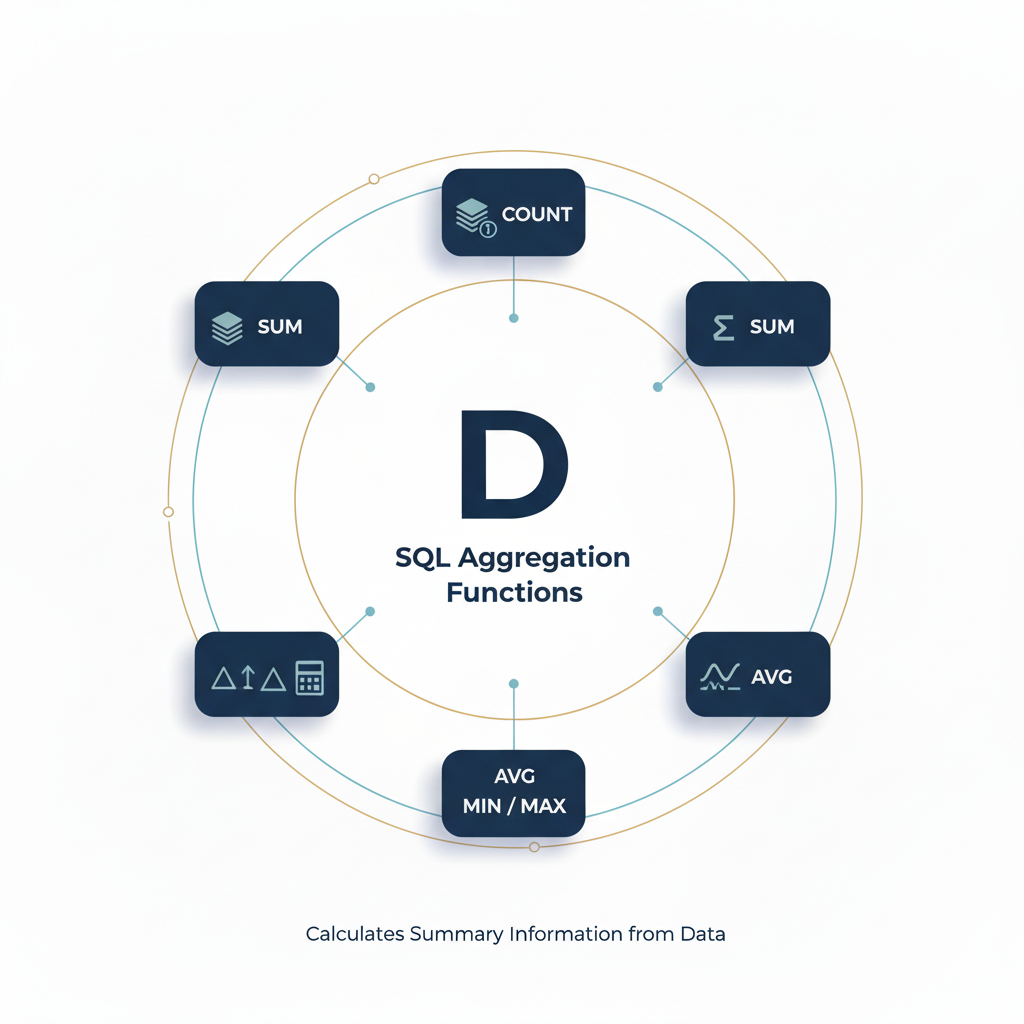 COUNT
SUM
Σ SUM
D
SQL Aggregation
Functions
AVG
AVG
MIN / MAX
Calculates Summary Information from Data